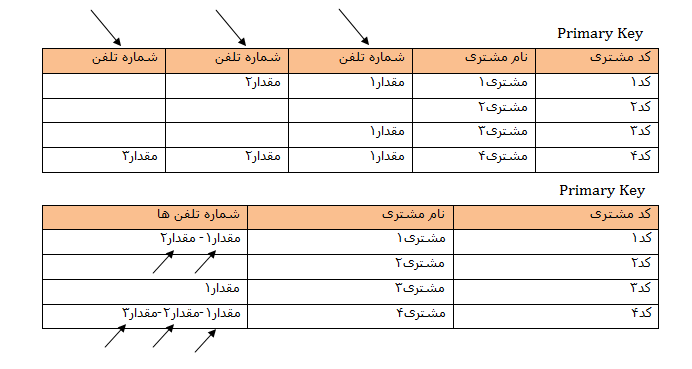 Primary Key
کد مشتری نام مشتری شماره تلفن شماره تلفن شماره تلفن
کد۱ مشتری۱ مقدار۱ مقدار۲
کد۲ مشتری۲
کد۳ مشتری۳ مقدار۱
کد۴ مشتری۴ مقدار۱ مقدار۲ مقدار۳
Primary Key
کد مشتری نام مشتری شماره تلفن ها
کد۱ مشتری۱ مقدار۱- مقدار۲
کد۲ مشتری۲
کد۳ مشتری۳ مقدار۱
کد۴ مشتری۴ مقدار۱-مقدار۲-مقدار۳